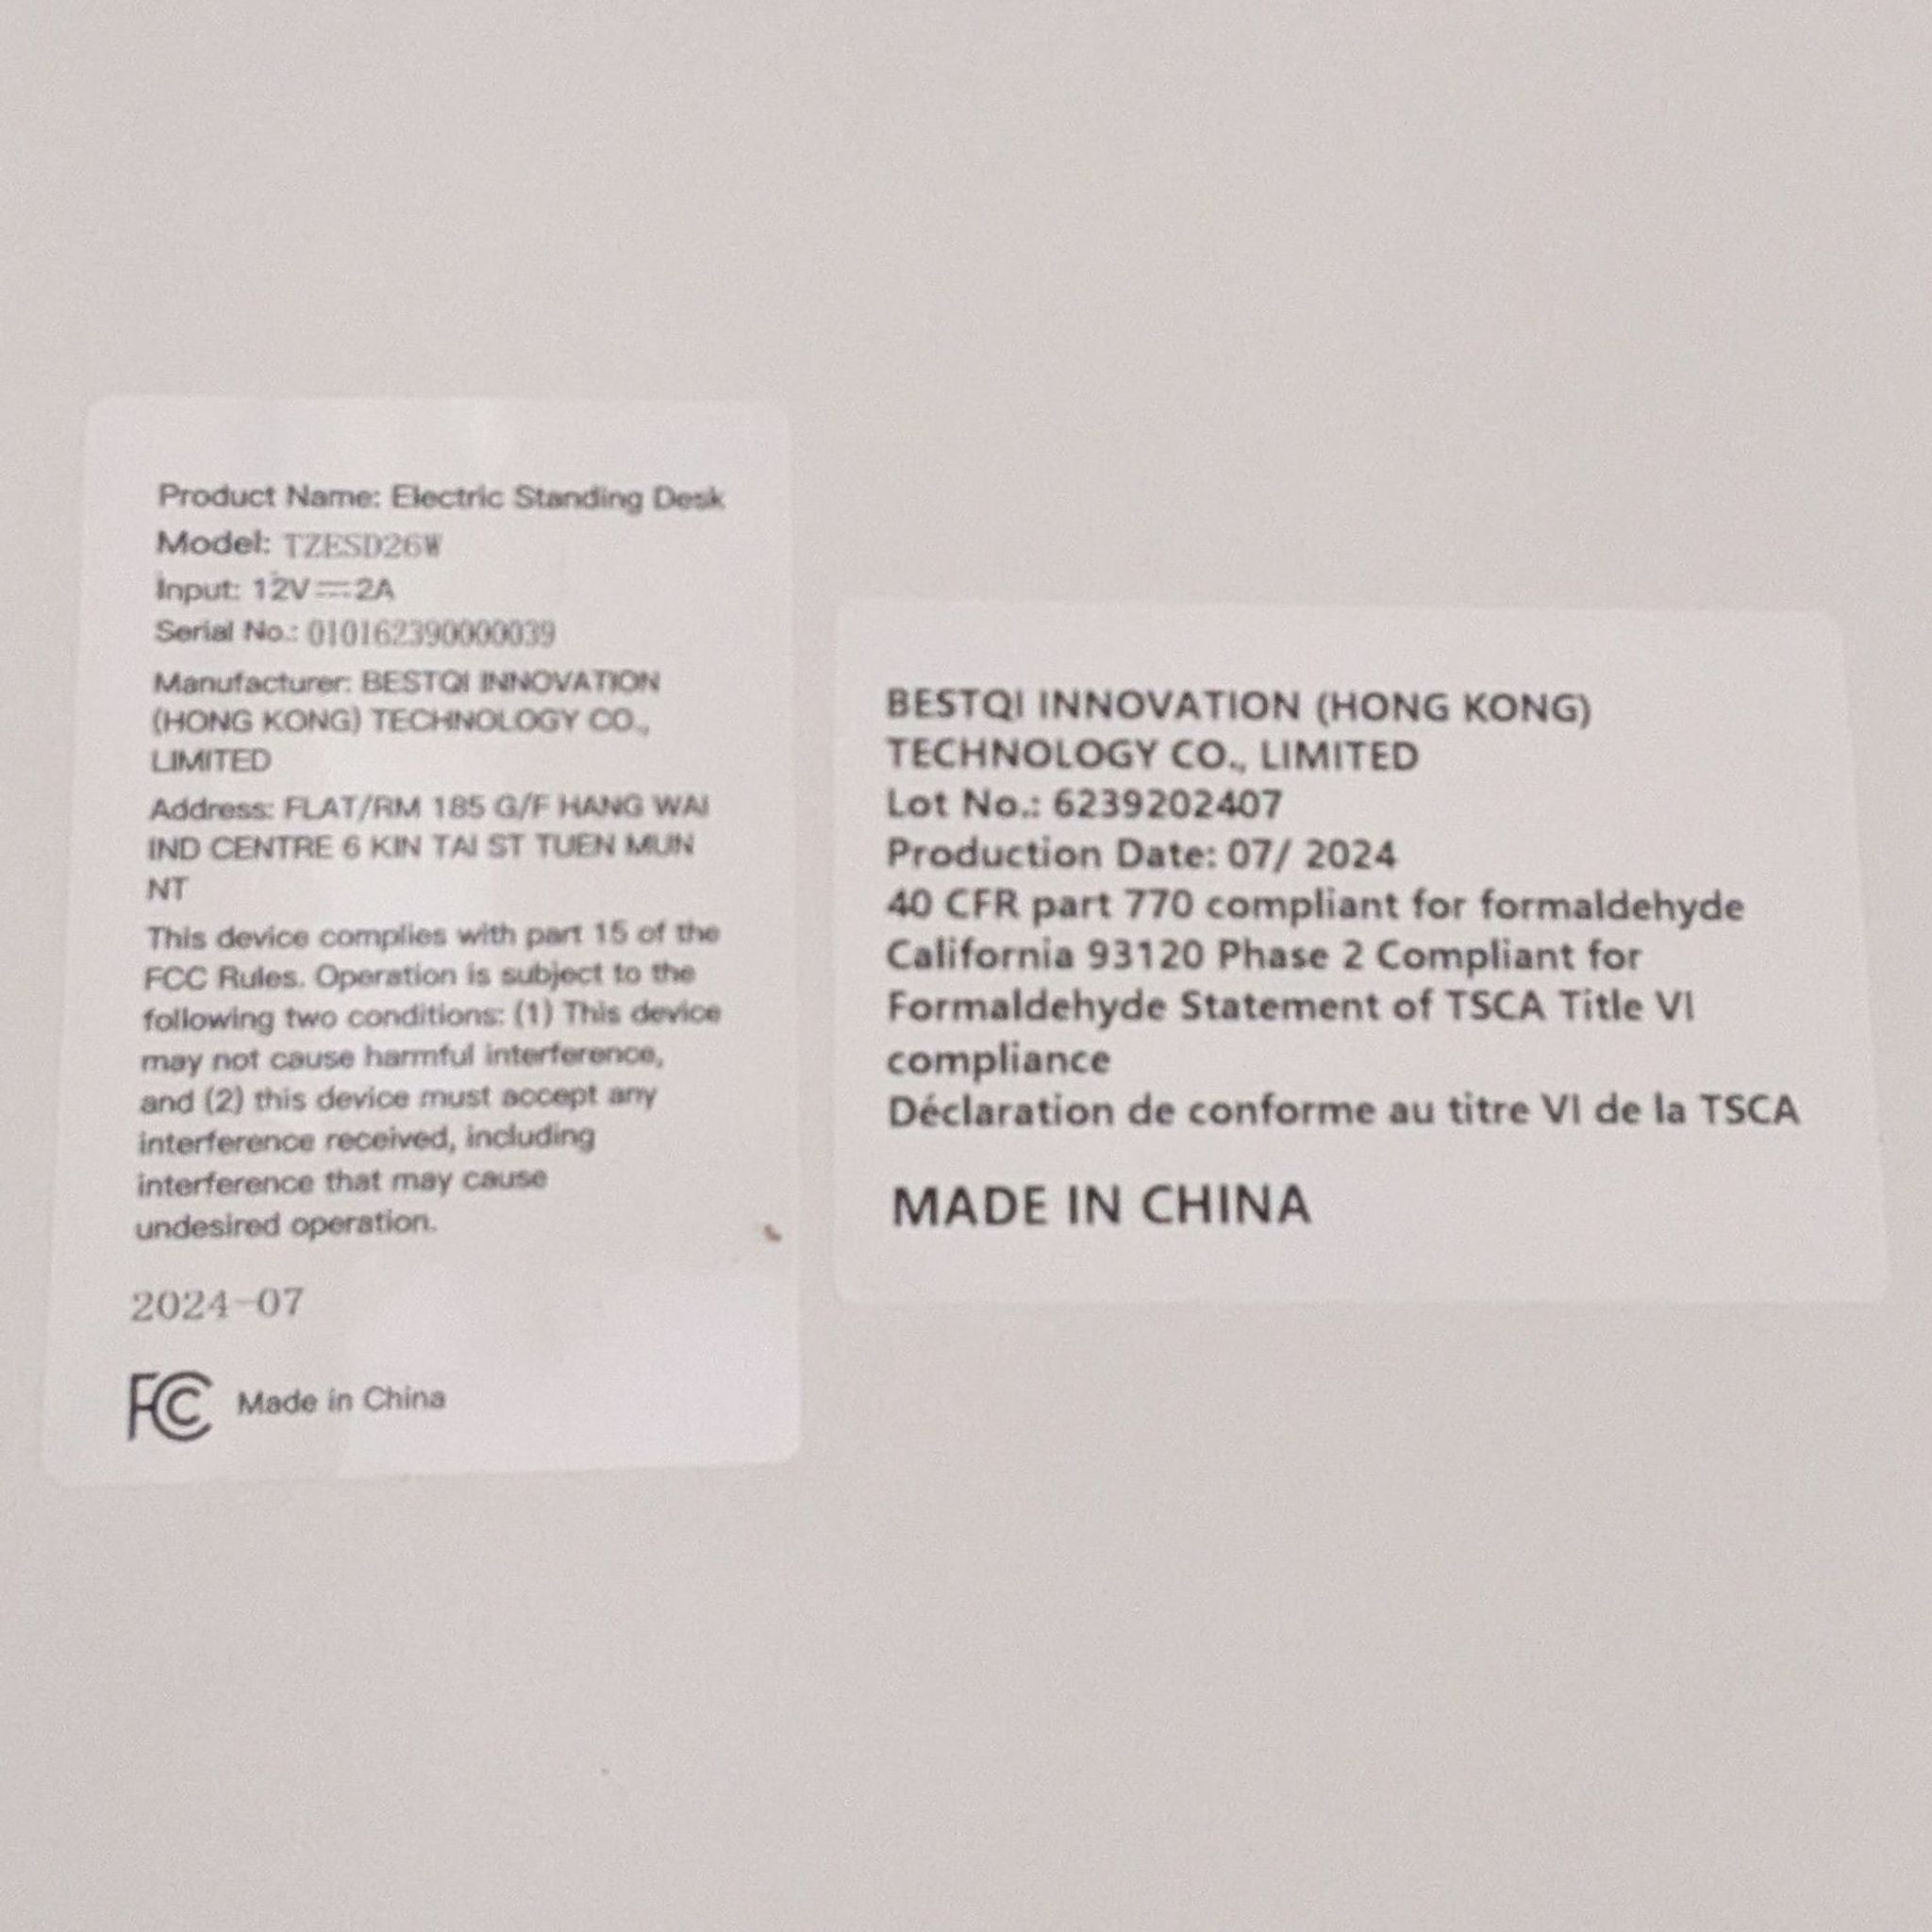 Product Name: Electric Standing Desk
Model: TZESD26W
Input: 12V⎓2A
Serial No.: 010162390000039
Manufacturer: BESTQI INNOVATION
(HONG KONG) TECHNOLOGY CO.,
LIMITED
Address: FLAT/RM 185 G/F HANG WAI
IND CENTRE 6 KIN TAI ST TUEN MUN
NT
This device complies with part 15 of the
FCC Rules. Operation is subject to the
following two conditions: (1) This device
may not cause harmful interference,
and (2) this device must accept any
interference received, including
interference that may cause
undesired operation.
2024-07
FC Made in China
BESTQI INNOVATION (HONG KONG)
TECHNOLOGY CO., LIMITED
Lot No.: 6239202407
Production Date: 07/ 2024
40 CFR part 770 compliant for formaldehyde
California 93120 Phase 2 Compliant for
Formaldehyde Statement of TSCA Title VI
compliance
Déclaration de conforme au titre VI de la TSCA
MADE IN CHINA